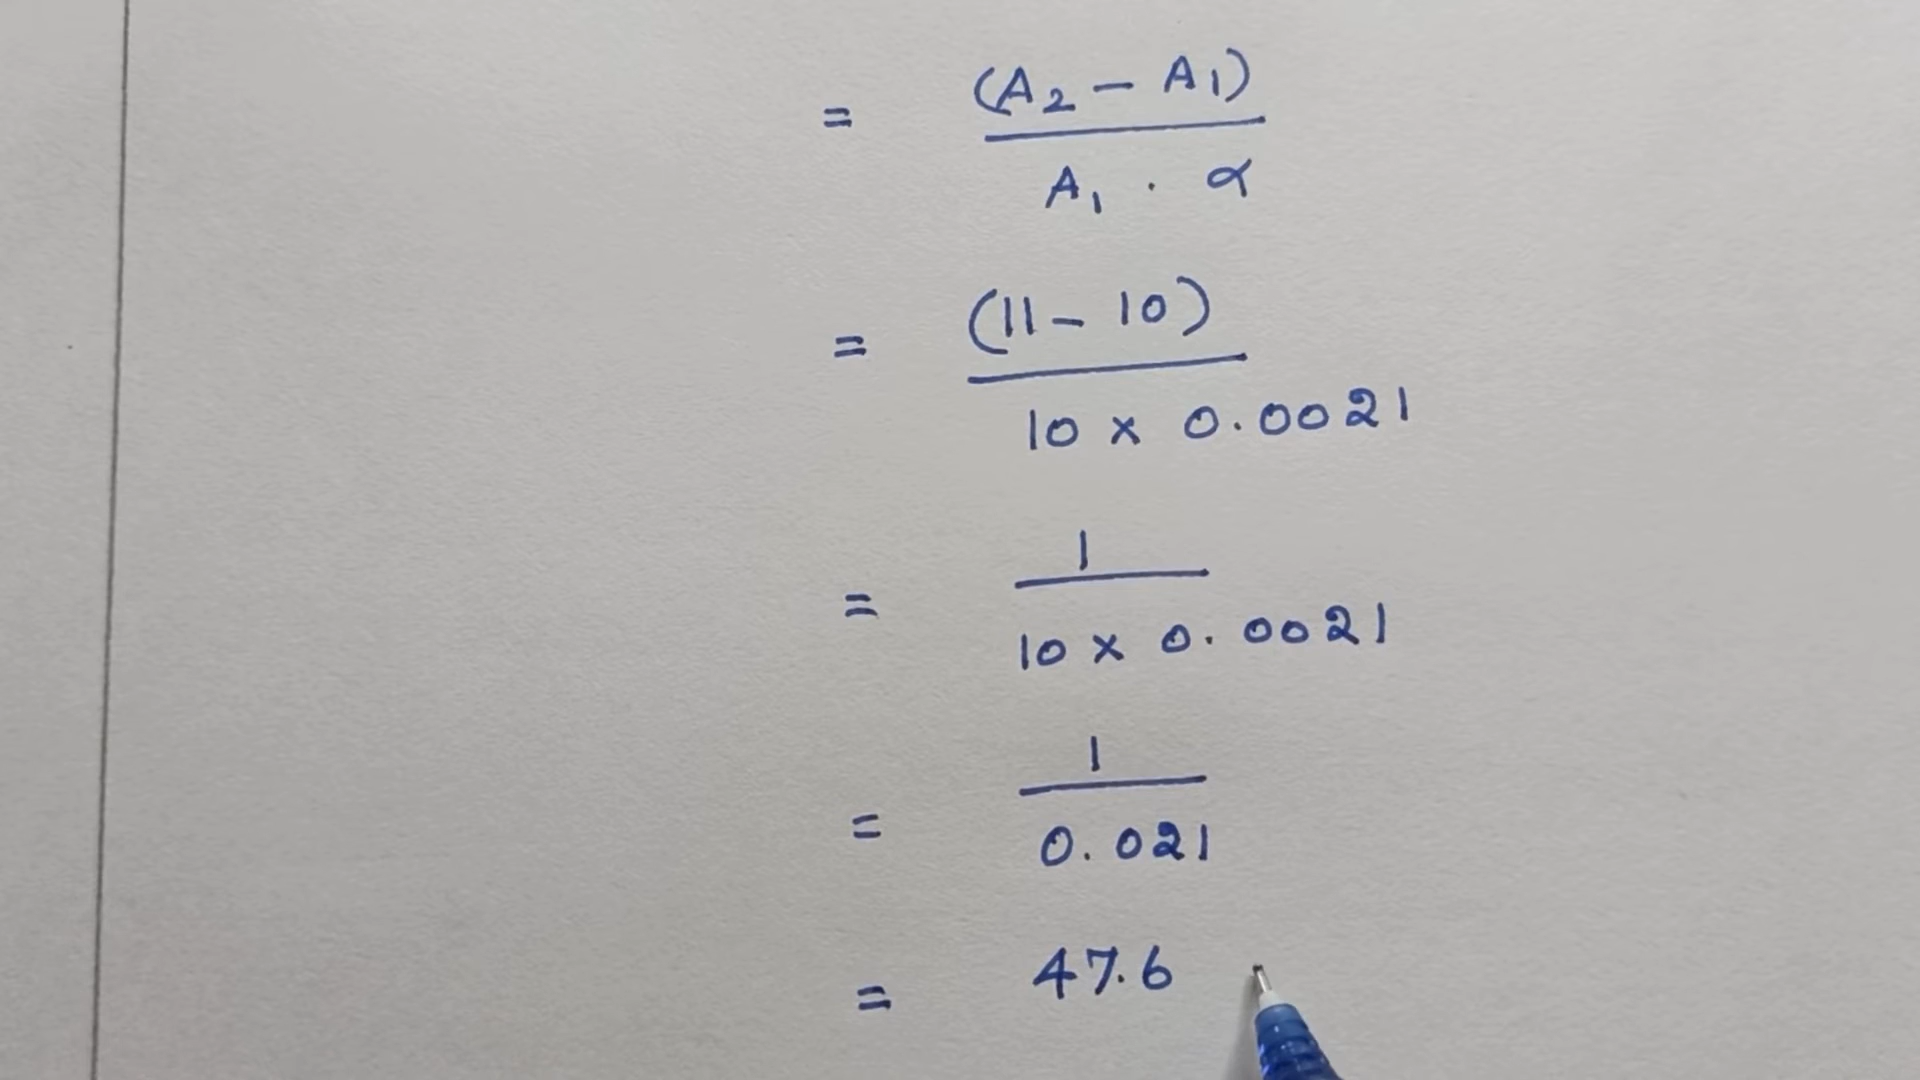 = (A₂ - A₁)
A₁ . α
= (11 - 10)
10 x 0.0021
= 1
10 x 0.0021
= 1
0.021
= 47.6